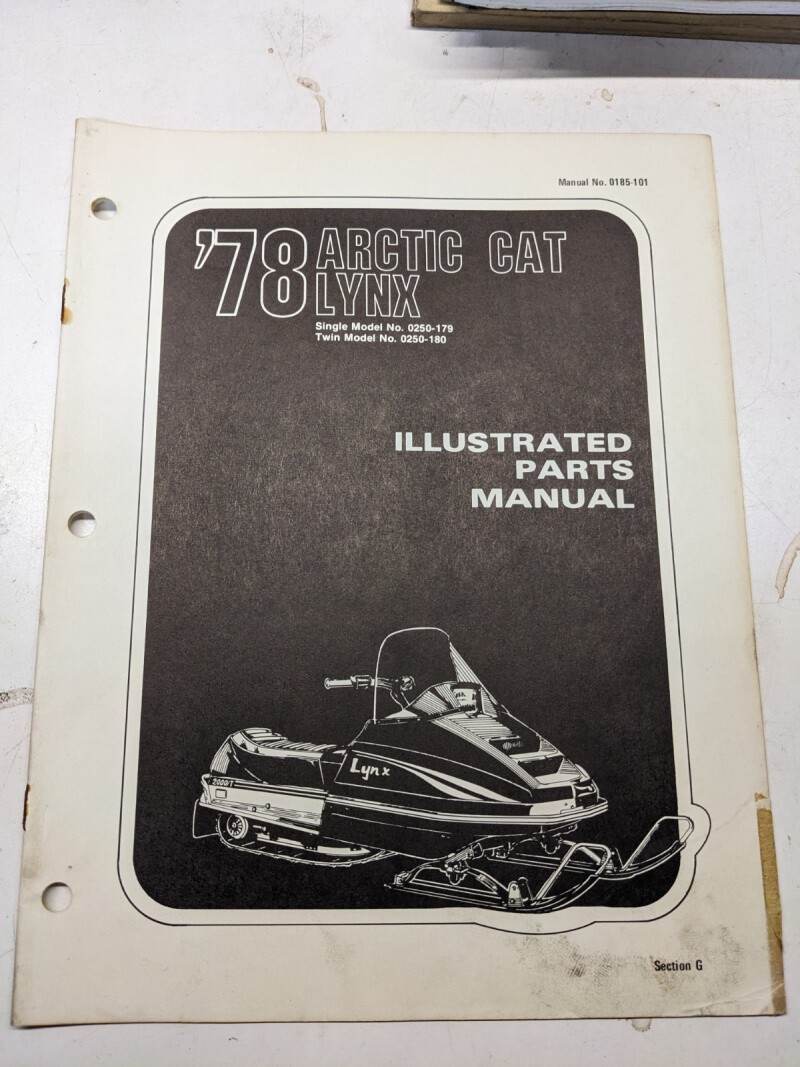 Manual No. 0185-101
'78 ARCTIC CAT
LYNX
Single Model No. 0250-179
Twin Model No. 0250-180
ILLUSTRATED
PARTS
MANUAL
Lynx
2000/T
Section G